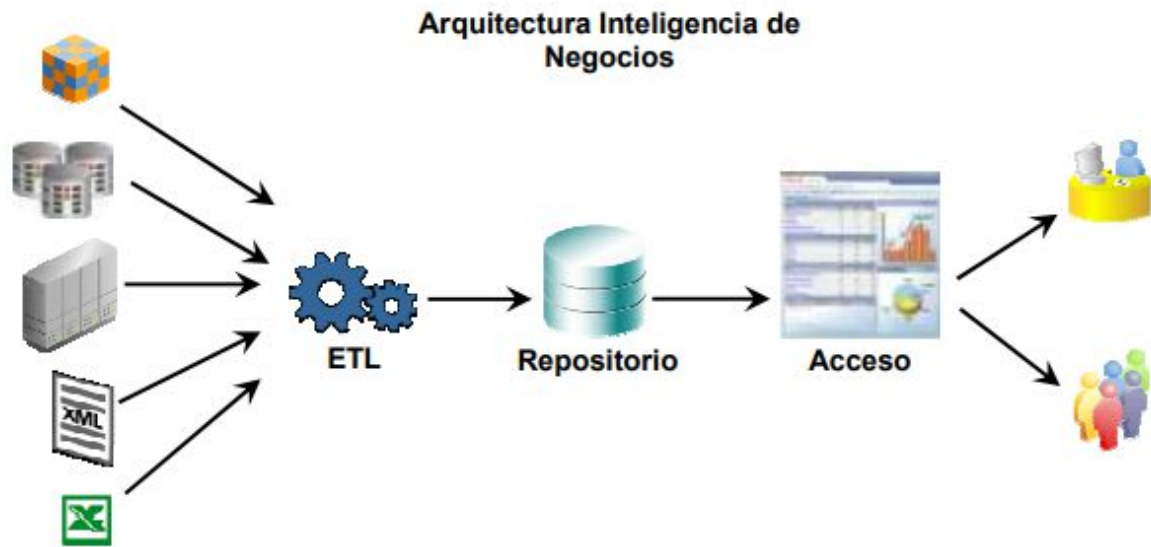 Arquitectura Inteligencia de
Negocios
XML
ETL
Repositorio
Acceso